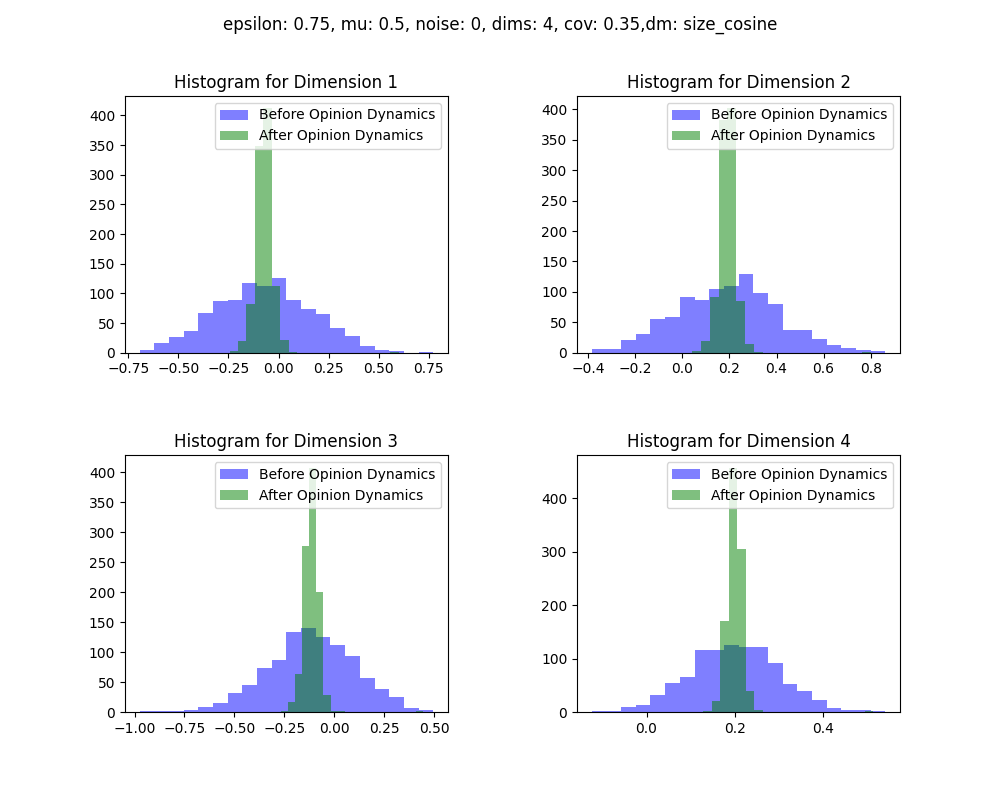 epsilon: 0.75, mu: 0.5, noise: 0, dims: 4, cov: 0.35,dm: size_cosine
Histogram for Dimension 1
Before Opinion Dynamics
After Opinion Dynamics
400
350
300
250
200
150
100
50
0
−0.75 −0.50 −0.25 0.00 0.25 0.50 0.75
Histogram for Dimension 2
Before Opinion Dynamics
After Opinion Dynamics
400
350
300
250
200
150
100
50
0
−0.4 −0.2 0.0 0.2 0.4 0.6 0.8
Histogram for Dimension 3
Before Opinion Dynamics
After Opinion Dynamics
400
350
300
250
200
150
100
50
0
−1.00 −0.75 −0.50 −0.25 0.00 0.25 0.50
Histogram for Dimension 4
Before Opinion Dynamics
After Opinion Dynamics
400
300
200
100
0
0.0 0.2 0.4